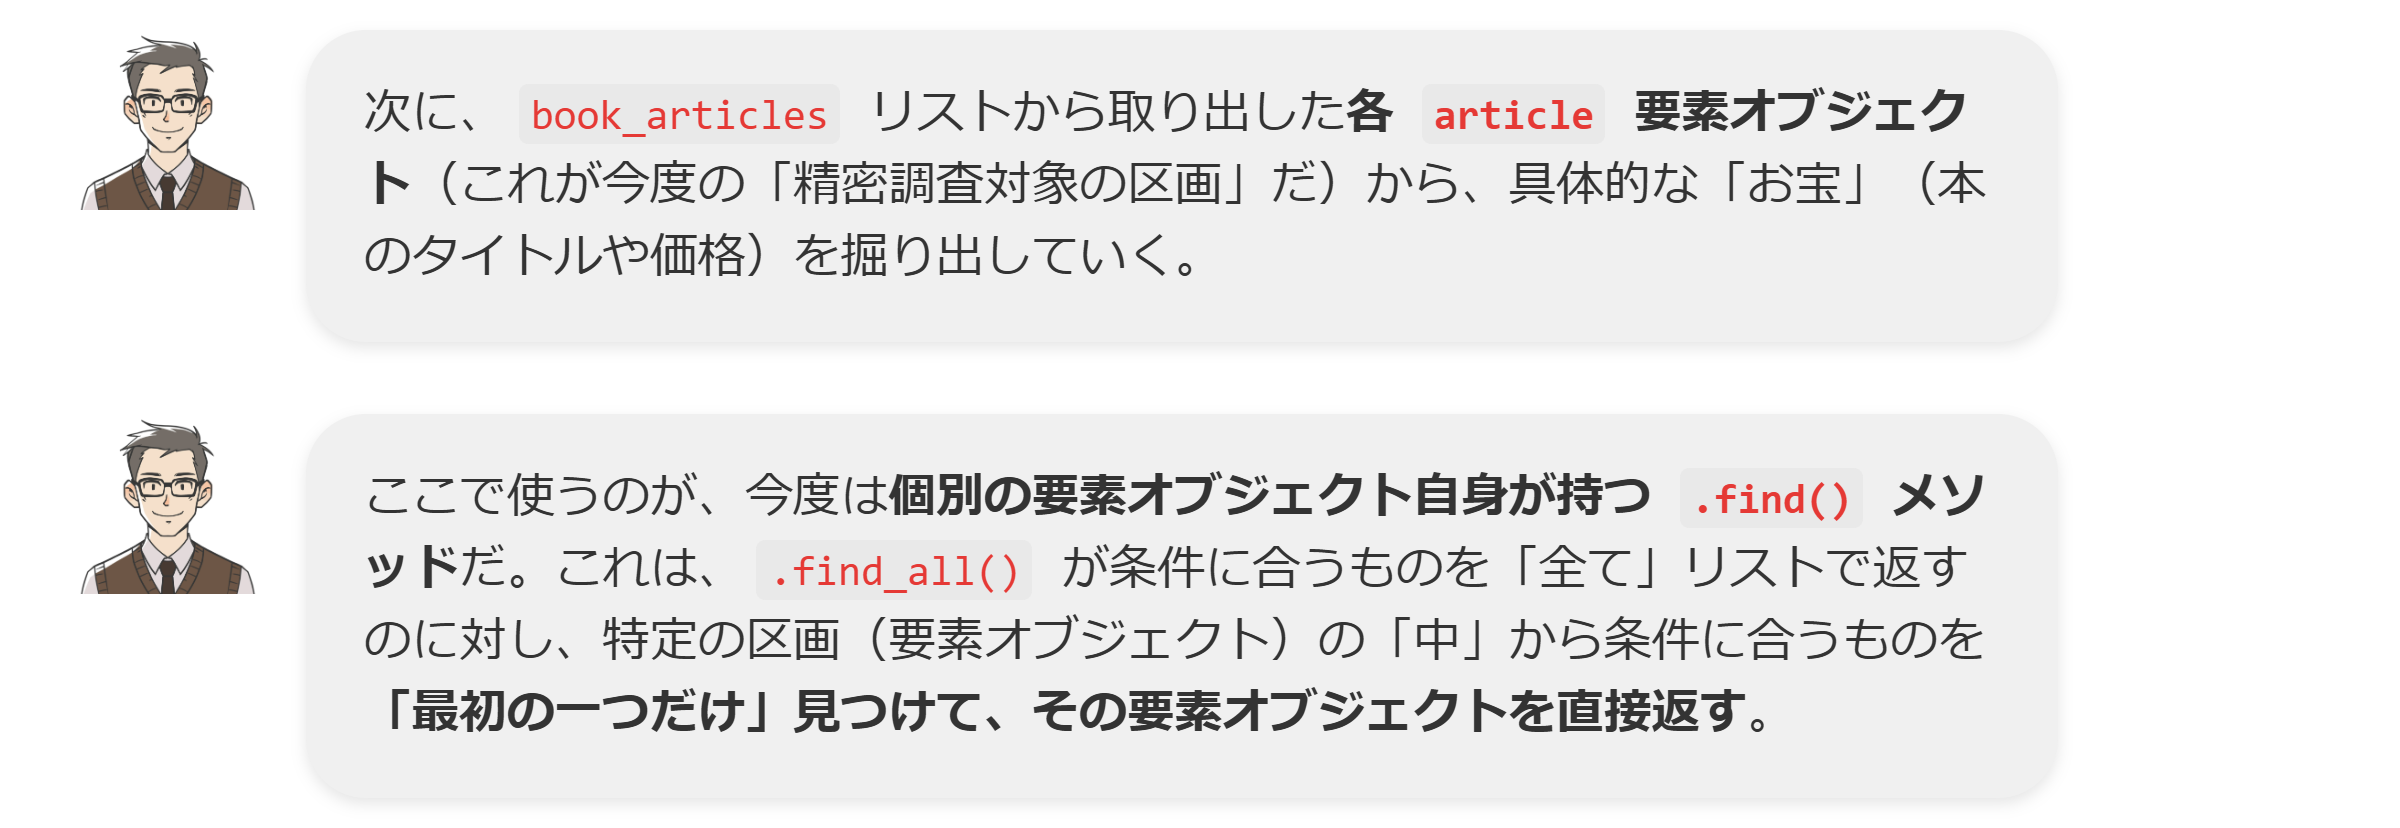 次に、 book_articles リストから取り出した各 article 要素オブジェク
ト（これが今度の「精密調査対象の区画」だ）から、具体的な「お宝」（本
のタイトルや価格）を掘り出していく。
ここで使うのが、今度は個別の要素オブジェクト自身が持つ .find() メソ
ッドだ。これは、 .find_all() が条件に合うものを「全て」リストで返す
のに対し、特定の区画（要素オブジェクト）の「中」から条件に合うものを
「最初の一つだけ」見つけて、その要素オブジェクトを直接返す。